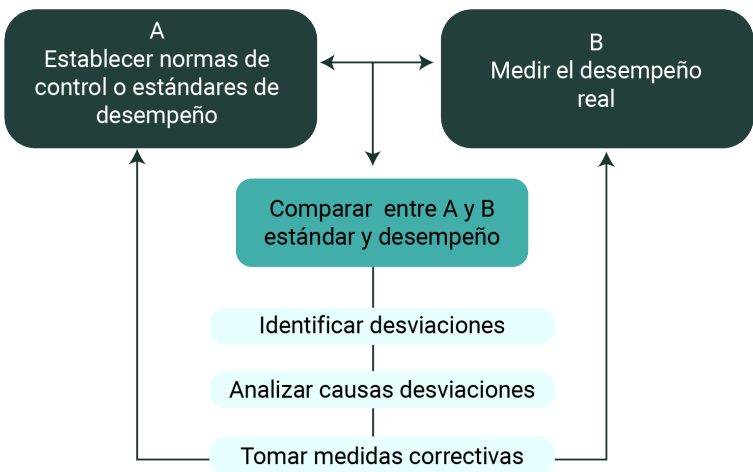 A
Establecer normas de
control o estándares de
desempeño
B
Medir el desempeño
real
Comparar entre A y B
estándar y desempeño
Identificar desviaciones
Analizar causas desviaciones
Tomar medidas correctivas